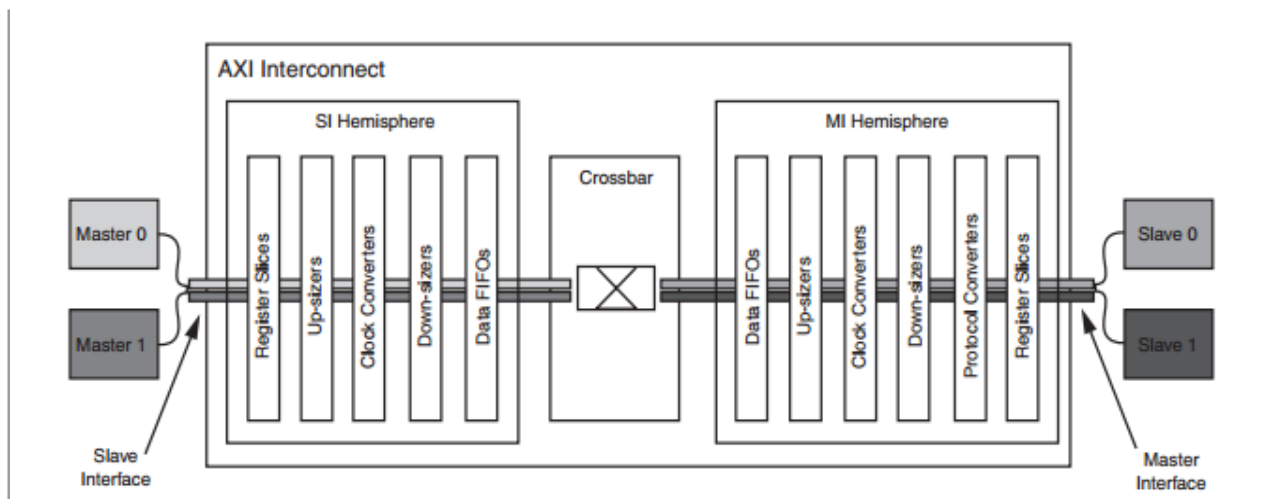 AXI Interconnect
SI Hemisphere
MI Hemisphere
Crossbar
Master 0
Master 1
Register Slices
Up-sizers
Clock Converters
Down-sizers
Data FIFOs
Data FIFOs
Up-sizers
Clock Converters
Down-sizers
Protocol Converters
Register Slices
Slave 0
Slave 1
Slave
Interface
Master
Interface